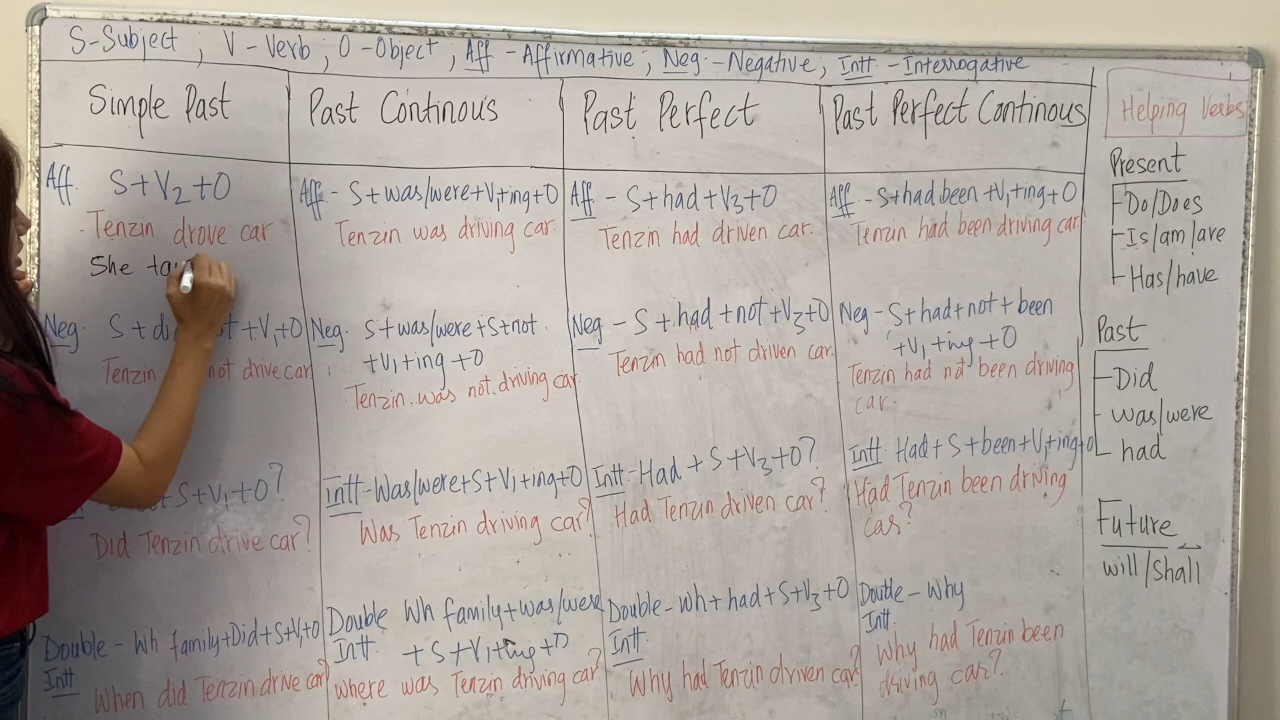 S-Subject ; V-Verb ; O-Object ; Aff -Affirmative ; Neg -Negative ; Intt -Interrogative
Simple Past
Aff. S+V2+O
Tenzin drove car
She
Neg. S+ +V1+O
Tenzin not drive car
S+V1+O?
Did Tenzin drive car?
Double - Wh family+Did+S+V1+O
Intt
When did Tenzin drive car?
Past Continous
Aff - S+was/were+V1+ing+O
Tenzin was driving car.
Neg. S+was/were+S+not
+V1+ing+O
Tenzin was not driving car
Intt-Was/were+S+V1+ing+O
Was Tenzin driving car?
Double Wh family+was/were
Intt. +S+V1+ing+O
Where was Tenzin driving car?
Past Perfect
Aff - S+had+V3+O
Tenzin had driven car.
Neg - S+had+not+V3+O
Tenzin had not driven car.
Intt-Had+S+V3+O?
Had Tenzin driven car?
Double-wh+had+S+V3+O
Intt.
Why had Tenzin driven car?
Past Perfect Continous
Aff - S+had been+V1+ing+O
Tenzin had been driving car.
Neg - S+had+not+been
+V1+ing+O
Tenzin had not been driving
car.
Intt. Had+S+been+V1+ing+O
Had Tenzin been driving
car?
Double - Why
Intt.
Why had Tenzin been
driving car?
Helping Verbs
Present
Do/Does
Is/am/are
Has/have
Past
Did
was/were
had
Future
will/shall